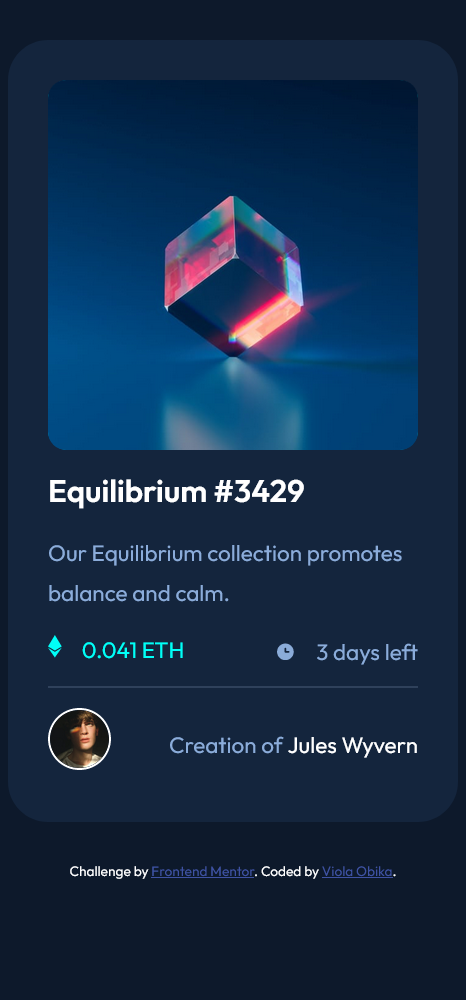 Equilibrium #3429
Our Equilibrium collection promotes
balance and calm.
0.041 ETH
3 days left
Creation of Jules Wyvern
Challenge by Frontend Mentor. Coded by Viola Obika.